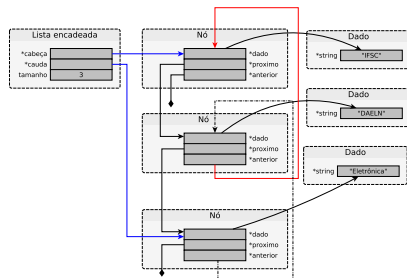 Lista encadeada
*cabeça
*cauda
tamanho 3
Nó
*dado
*proximo
*anterior
Dado
*string "IFSC"
Dado
*string "DAELN"
Nó
*dado
*proximo
*anterior
Dado
*string "Eletrônica"
Nó
*dado
*proximo
*anterior